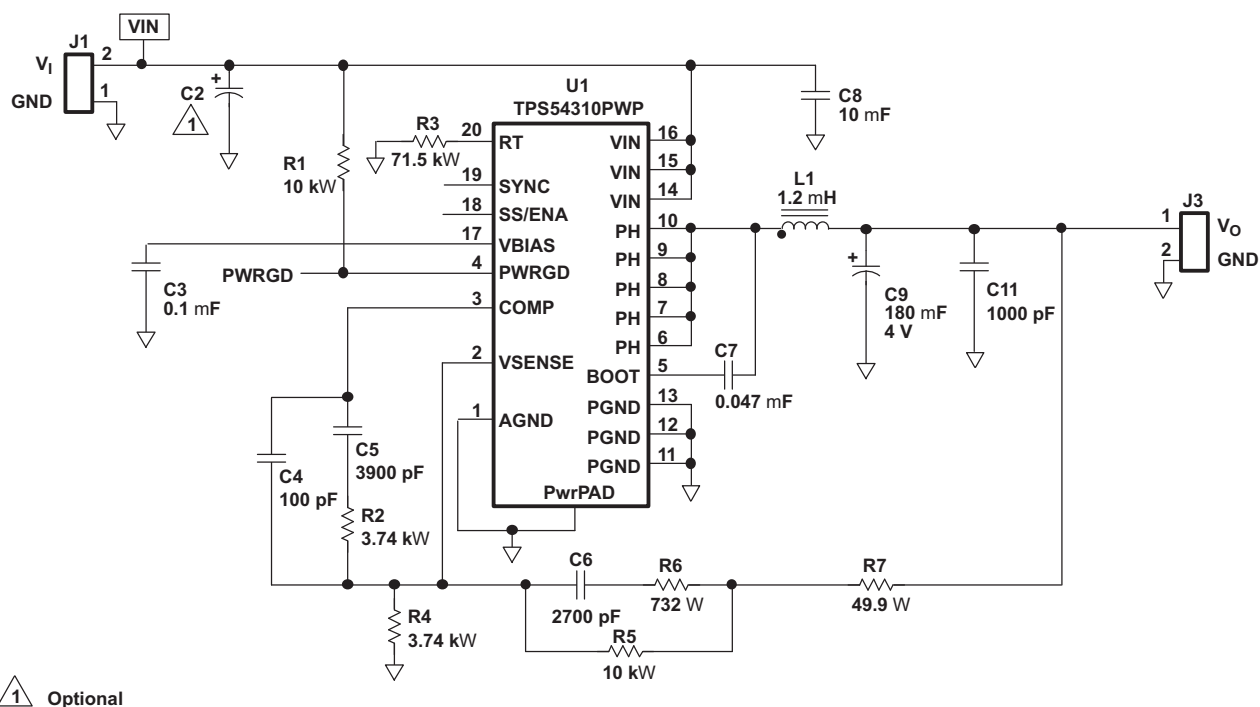 VIN
J1
2
VI
1
GND
+
C2
1
R1
10 kW
U1
TPS54310PWP
C8
10 mF
R3
71.5 kW
20
RT
19
SYNC
18
SS/ENA
17
VBIAS
PWRGD
4
PWRGD
3
COMP
2
VSENSE
1
AGND
PwrPAD
VIN
16
VIN
15
VIN
14
PH
10
PH
9
PH
8
PH
7
PH
6
BOOT
5
PGND
13
PGND
12
PGND
11
C3
0.1 mF
L1
1.2 mH
J3
1
VO
2
GND
+
C9
180 mF
4 V
C11
1000 pF
C7
0.047 mF
C4
100 pF
C5
3900 pF
R2
3.74 kW
C6
2700 pF
R6
732 W
R7
49.9 W
R4
3.74 kW
R5
10 kW
1 Optional